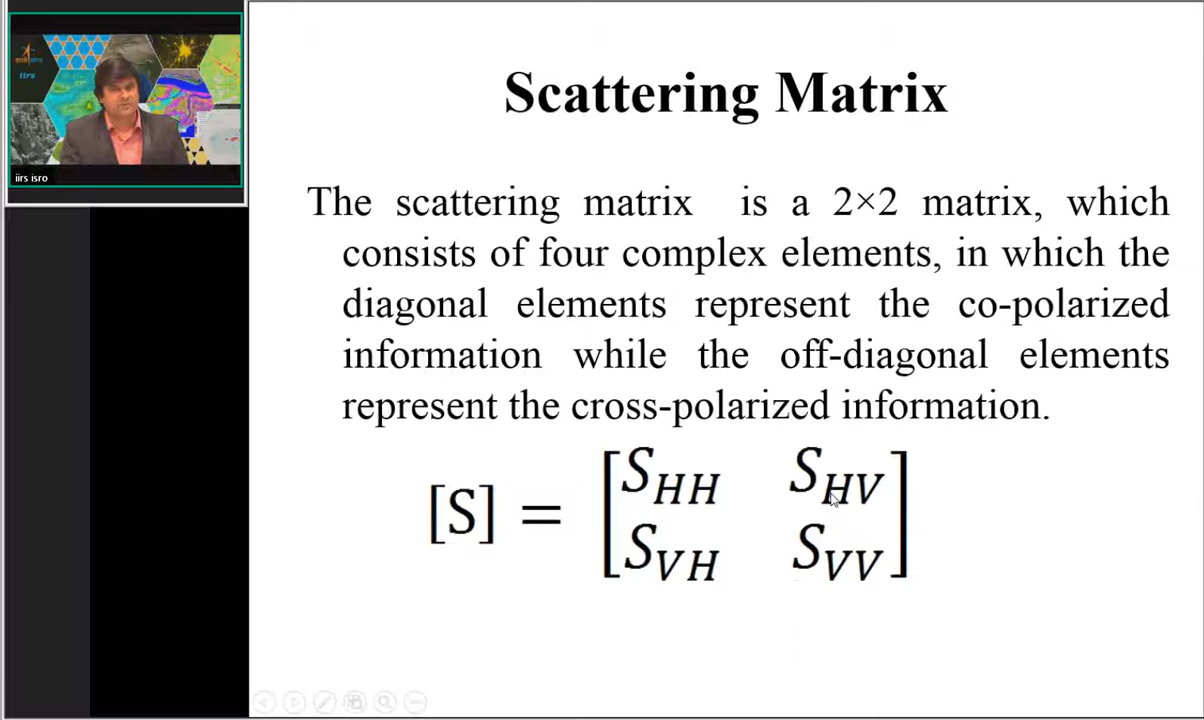 iirs
iirs isro
Scattering Matrix
The scattering matrix is a 2×2 matrix, which
consists of four complex elements, in which the
diagonal elements represent the co-polarized
information while the off-diagonal elements
represent the cross-polarized information.
[S] = [S_HH S_HV
S_VH S_VV]